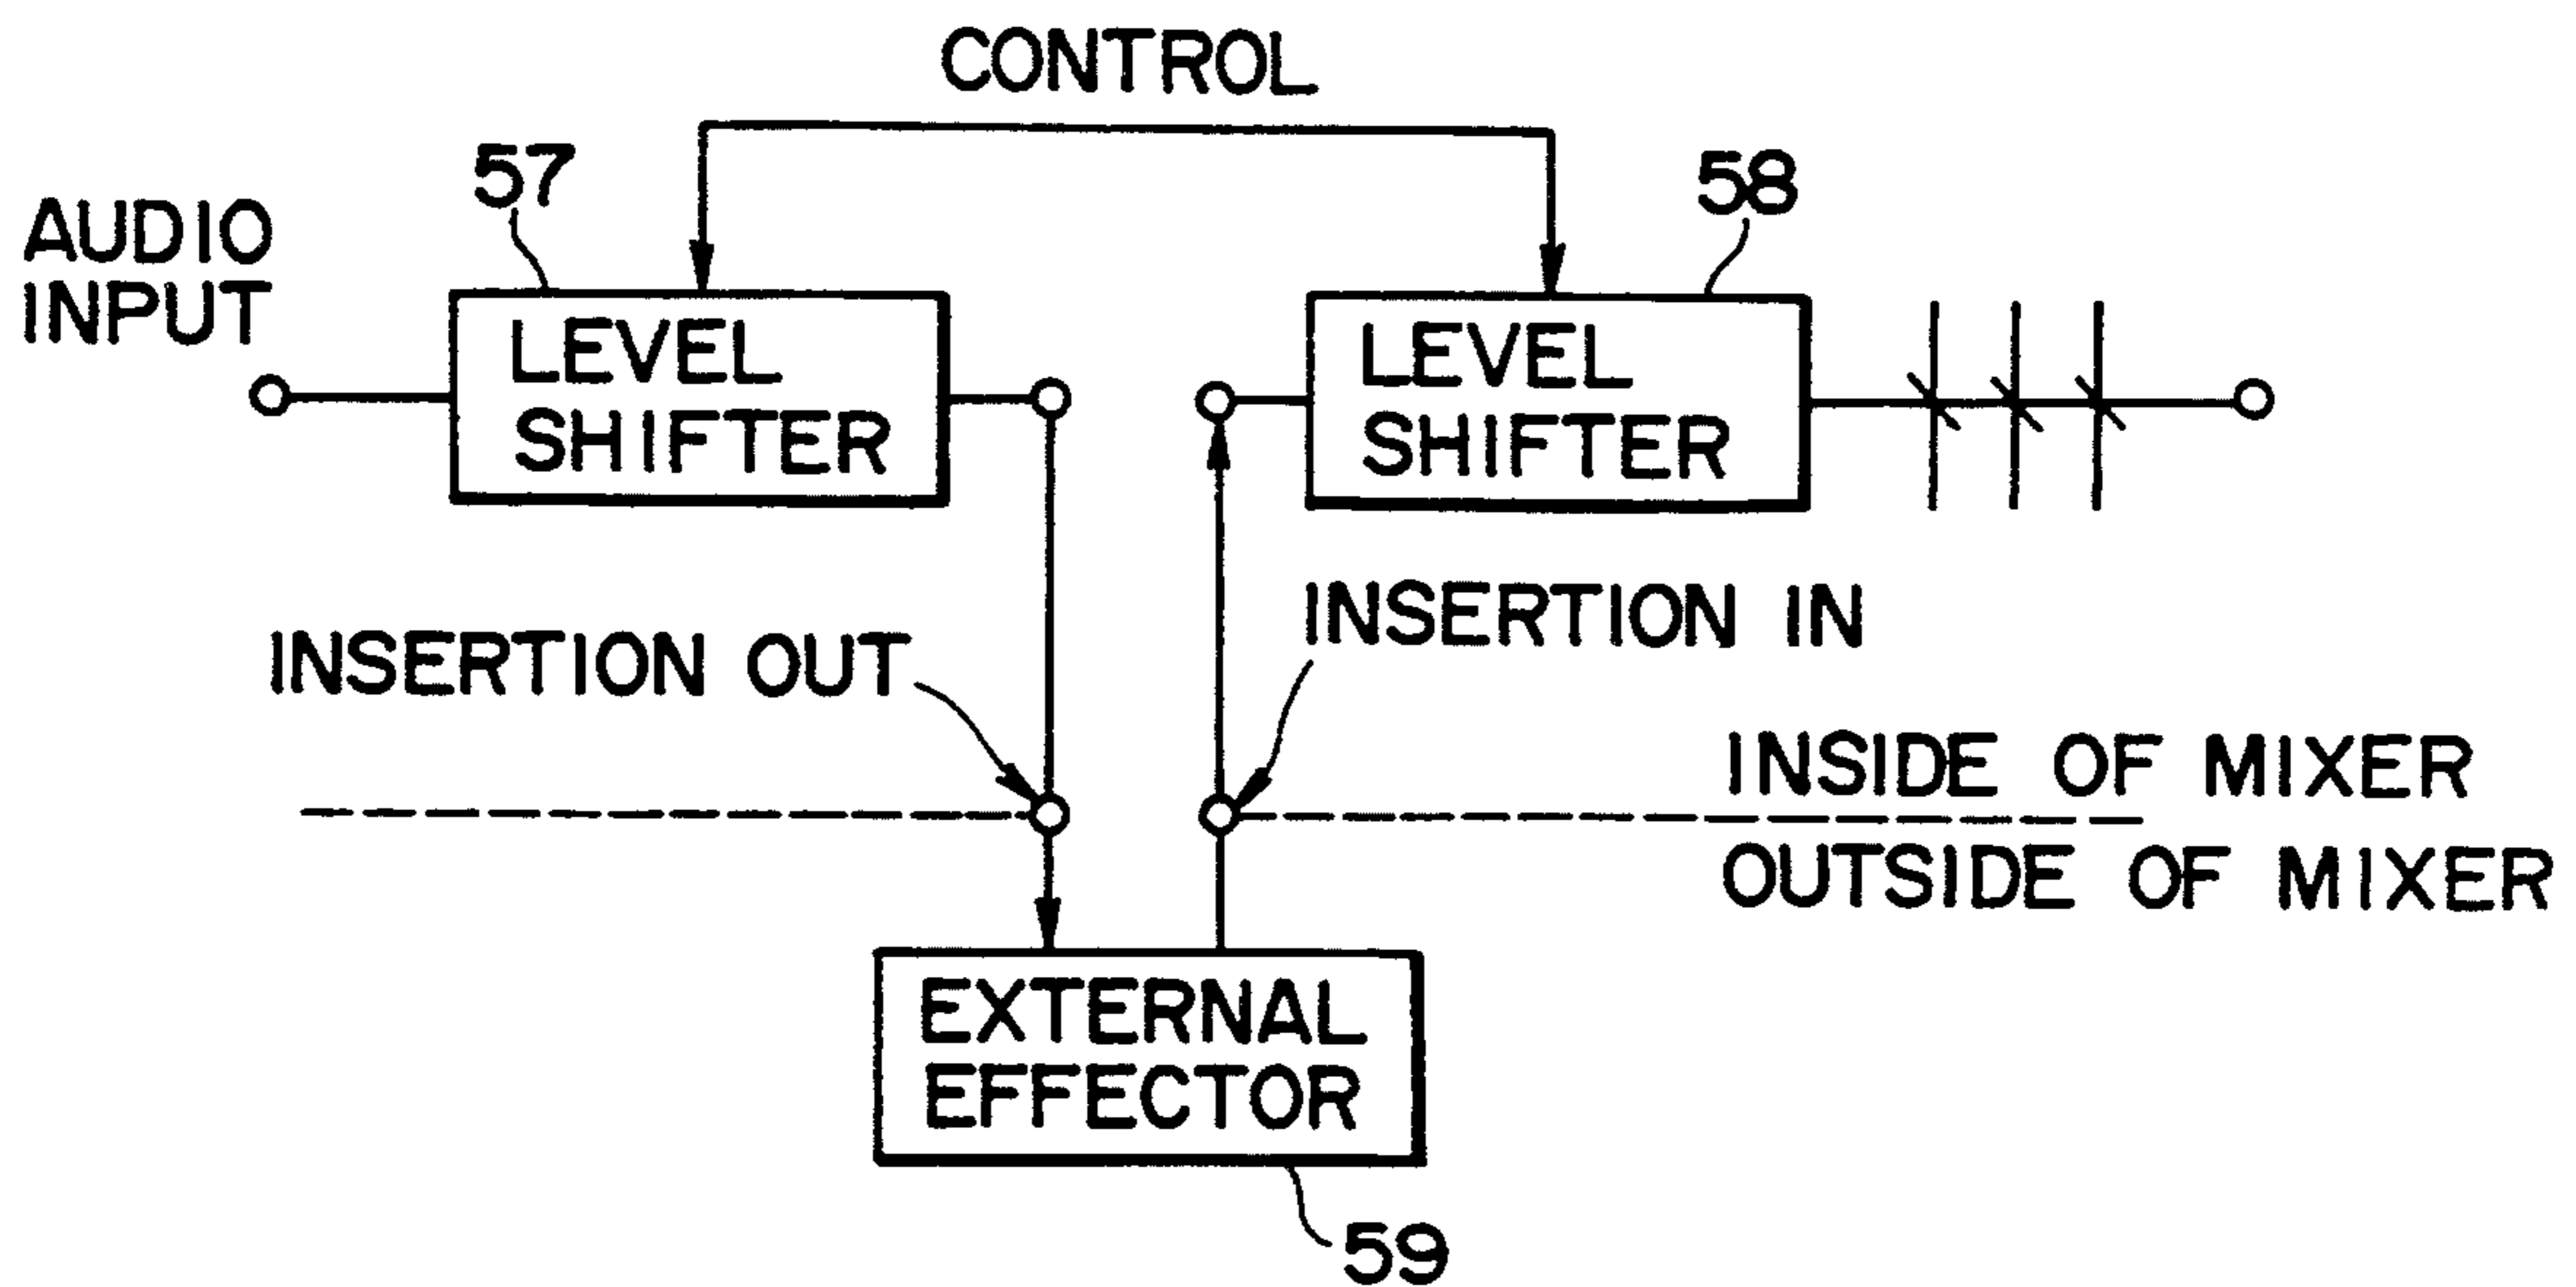 CONTROL
57
58
AUDIO
INPUT
LEVEL
SHIFTER
LEVEL
SHIFTER
INSERTION OUT
INSERTION IN
INSIDE OF MIXER
OUTSIDE OF MIXER
EXTERNAL
EFFECTOR
59